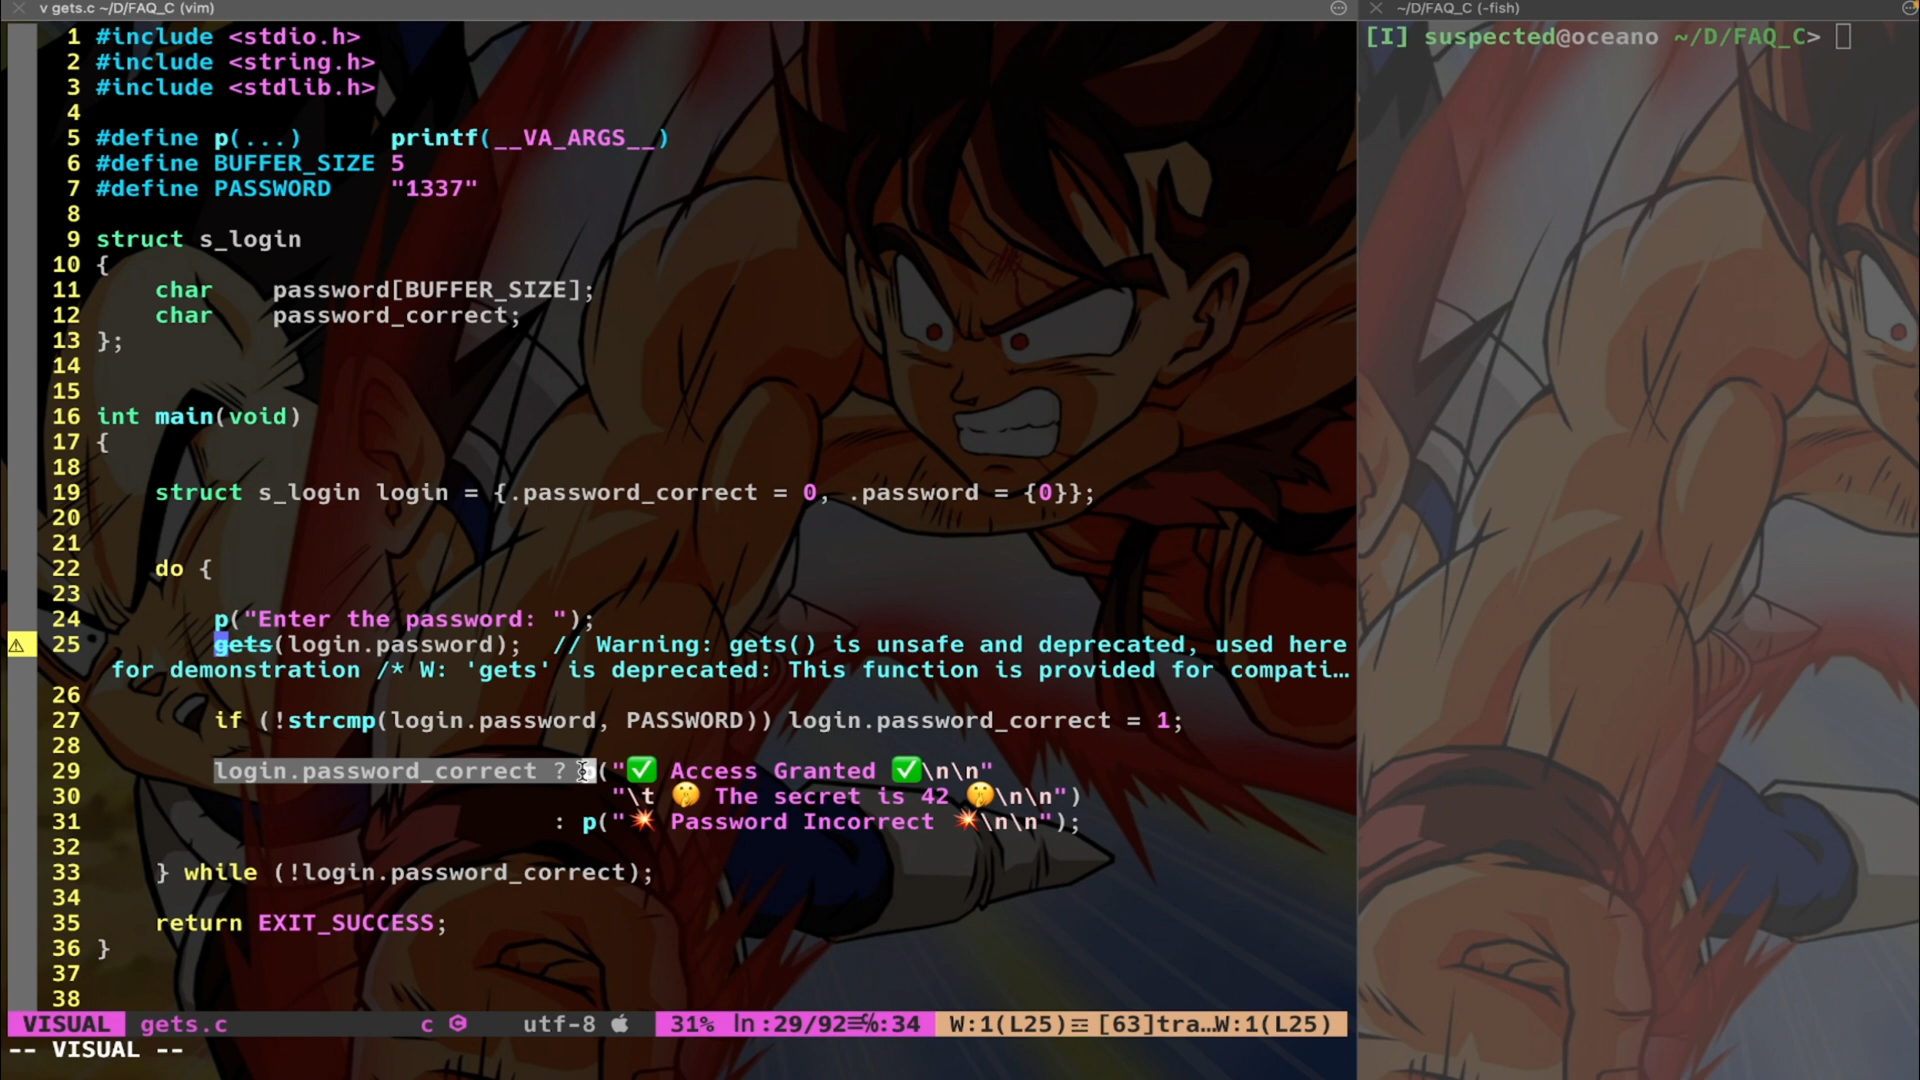 v gets.c ~/D/FAQ_C (vim)
~/D/FAQ_C (-fish)
1 #include <stdio.h>
2 #include <string.h>
3 #include <stdlib.h>
4
5 #define p(...)      printf(__VA_ARGS__)
6 #define BUFFER_SIZE 5
7 #define PASSWORD    "1337"
8
9 struct s_login
10 {
11     char    password[BUFFER_SIZE];
12     char    password_correct;
13 };
14
15
16 int main(void)
17 {
18
19     struct s_login login = {.password_correct = 0, .password = {0}};
20
21
22     do {
23
24         p("Enter the password: ");
25         gets(login.password);  // Warning: gets() is unsafe and deprecated, used here
for demonstration /* W: 'gets' is deprecated: This function is provided for compati…
26
27         if (!strcmp(login.password, PASSWORD)) login.password_correct = 1;
28
29         login.password_correct ? p("✅ Access Granted ✅\n\n"
30                                    "\t 🤫 The secret is 42 🤫\n\n")
31                                : p("💥 Password Incorrect 💥\n\n");
32
33     } while (!login.password_correct);
34
35     return EXIT_SUCCESS;
36 }
37
38
VISUAL gets.c c utf-8 31% ln:29/92≡℅:34 W:1(L25)☲ [63]tra…W:1(L25)
-- VISUAL --
[I] suspected@oceano ~/D/FAQ_C>